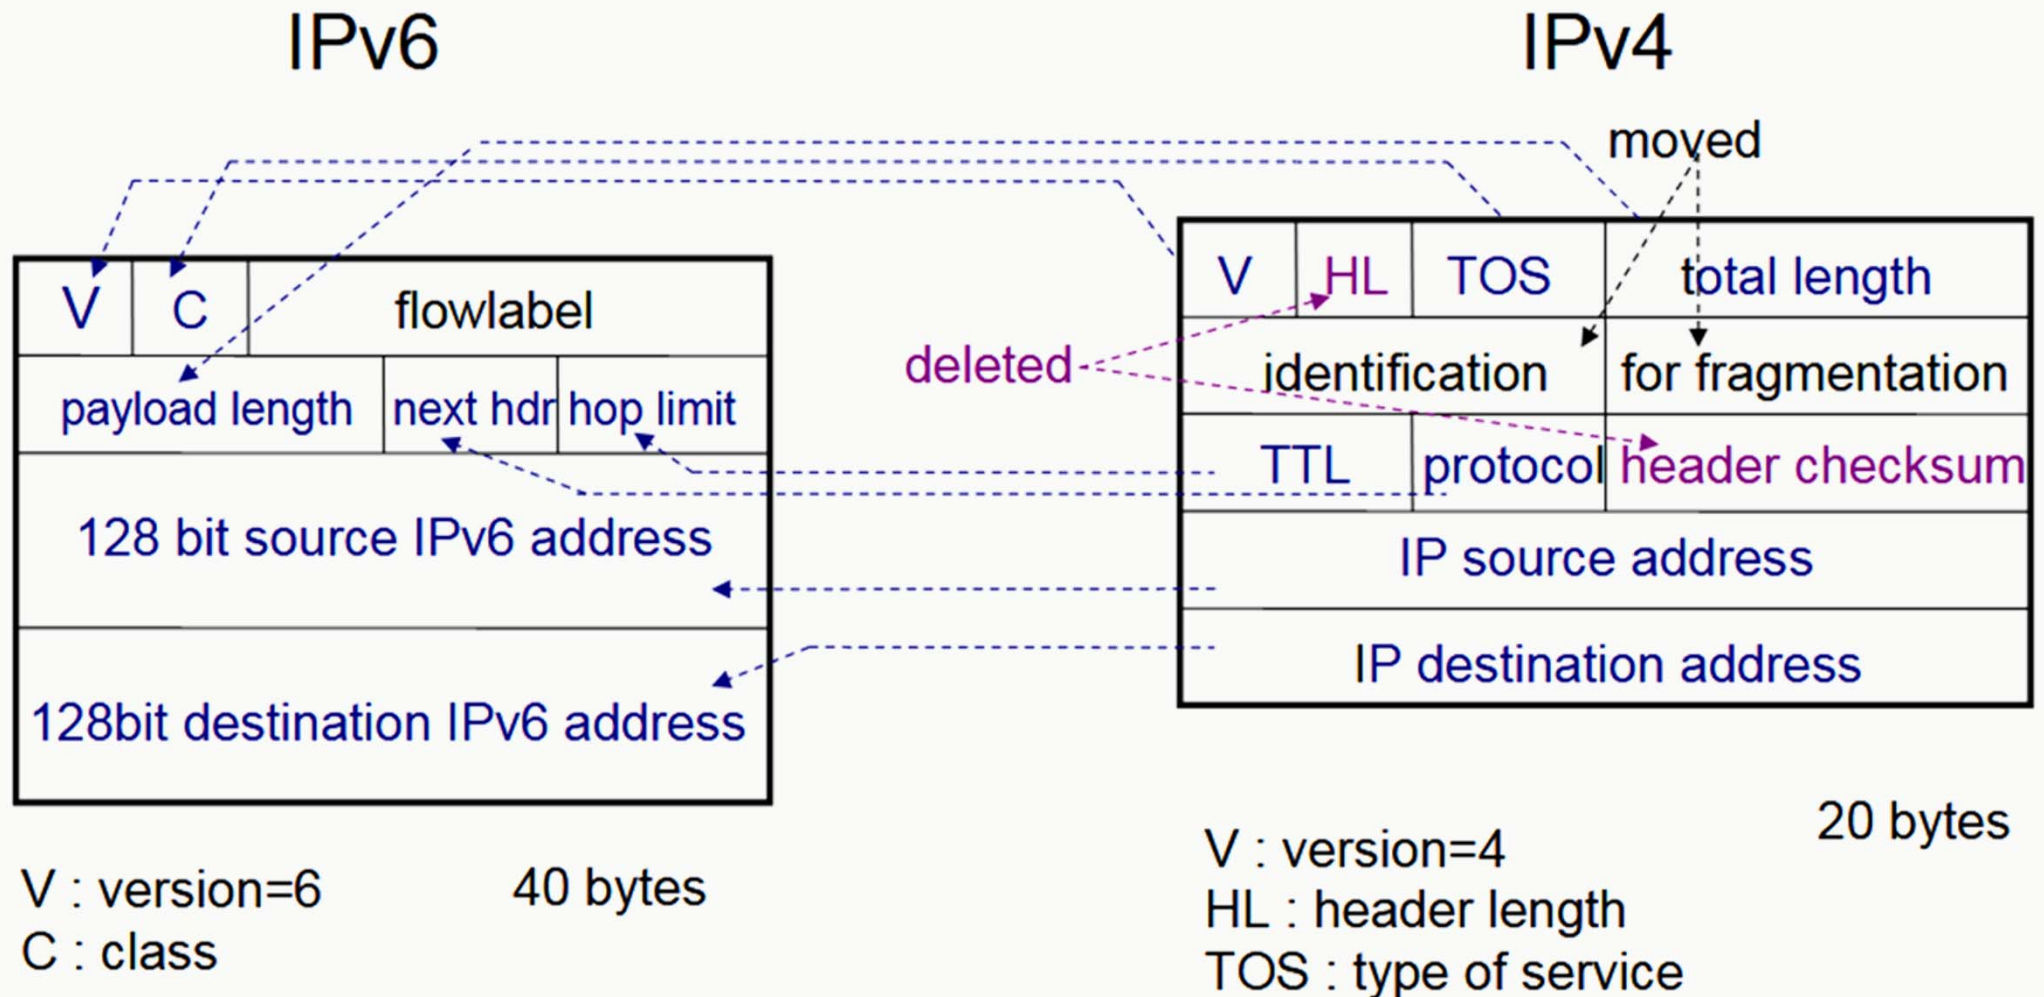 IPv6
IPv4
moved
deleted
V C flowlabel
payload length next hdr hop limit
128 bit source IPv6 address
128bit destination IPv6 address
V HL TOS total length
identification for fragmentation
TTL protocol header checksum
IP source address
IP destination address
V : version=6
C : class
40 bytes
20 bytes
V : version=4
HL : header length
TOS : type of service